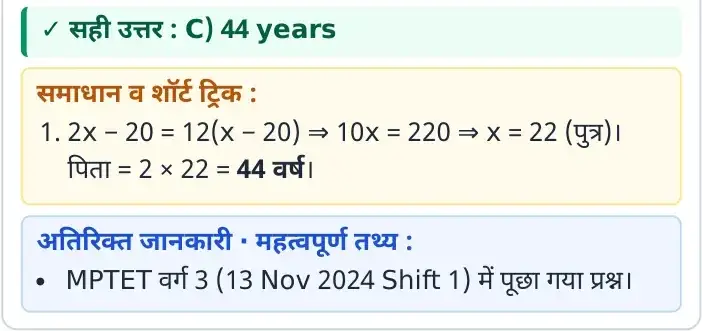 ✓ सही उत्तर : C) 44 years
समाधान व शॉर्ट ट्रिक :
1. 2x − 20 = 12(x − 20) ⇒ 10x = 220 ⇒ x = 22 (पुत्र)।
पिता = 2 × 22 = 44 वर्ष।
अतिरिक्त जानकारी · महत्वपूर्ण तथ्य :
• MPTET वर्ग 3 (13 Nov 2024 Shift 1) में पूछा गया प्रश्न।